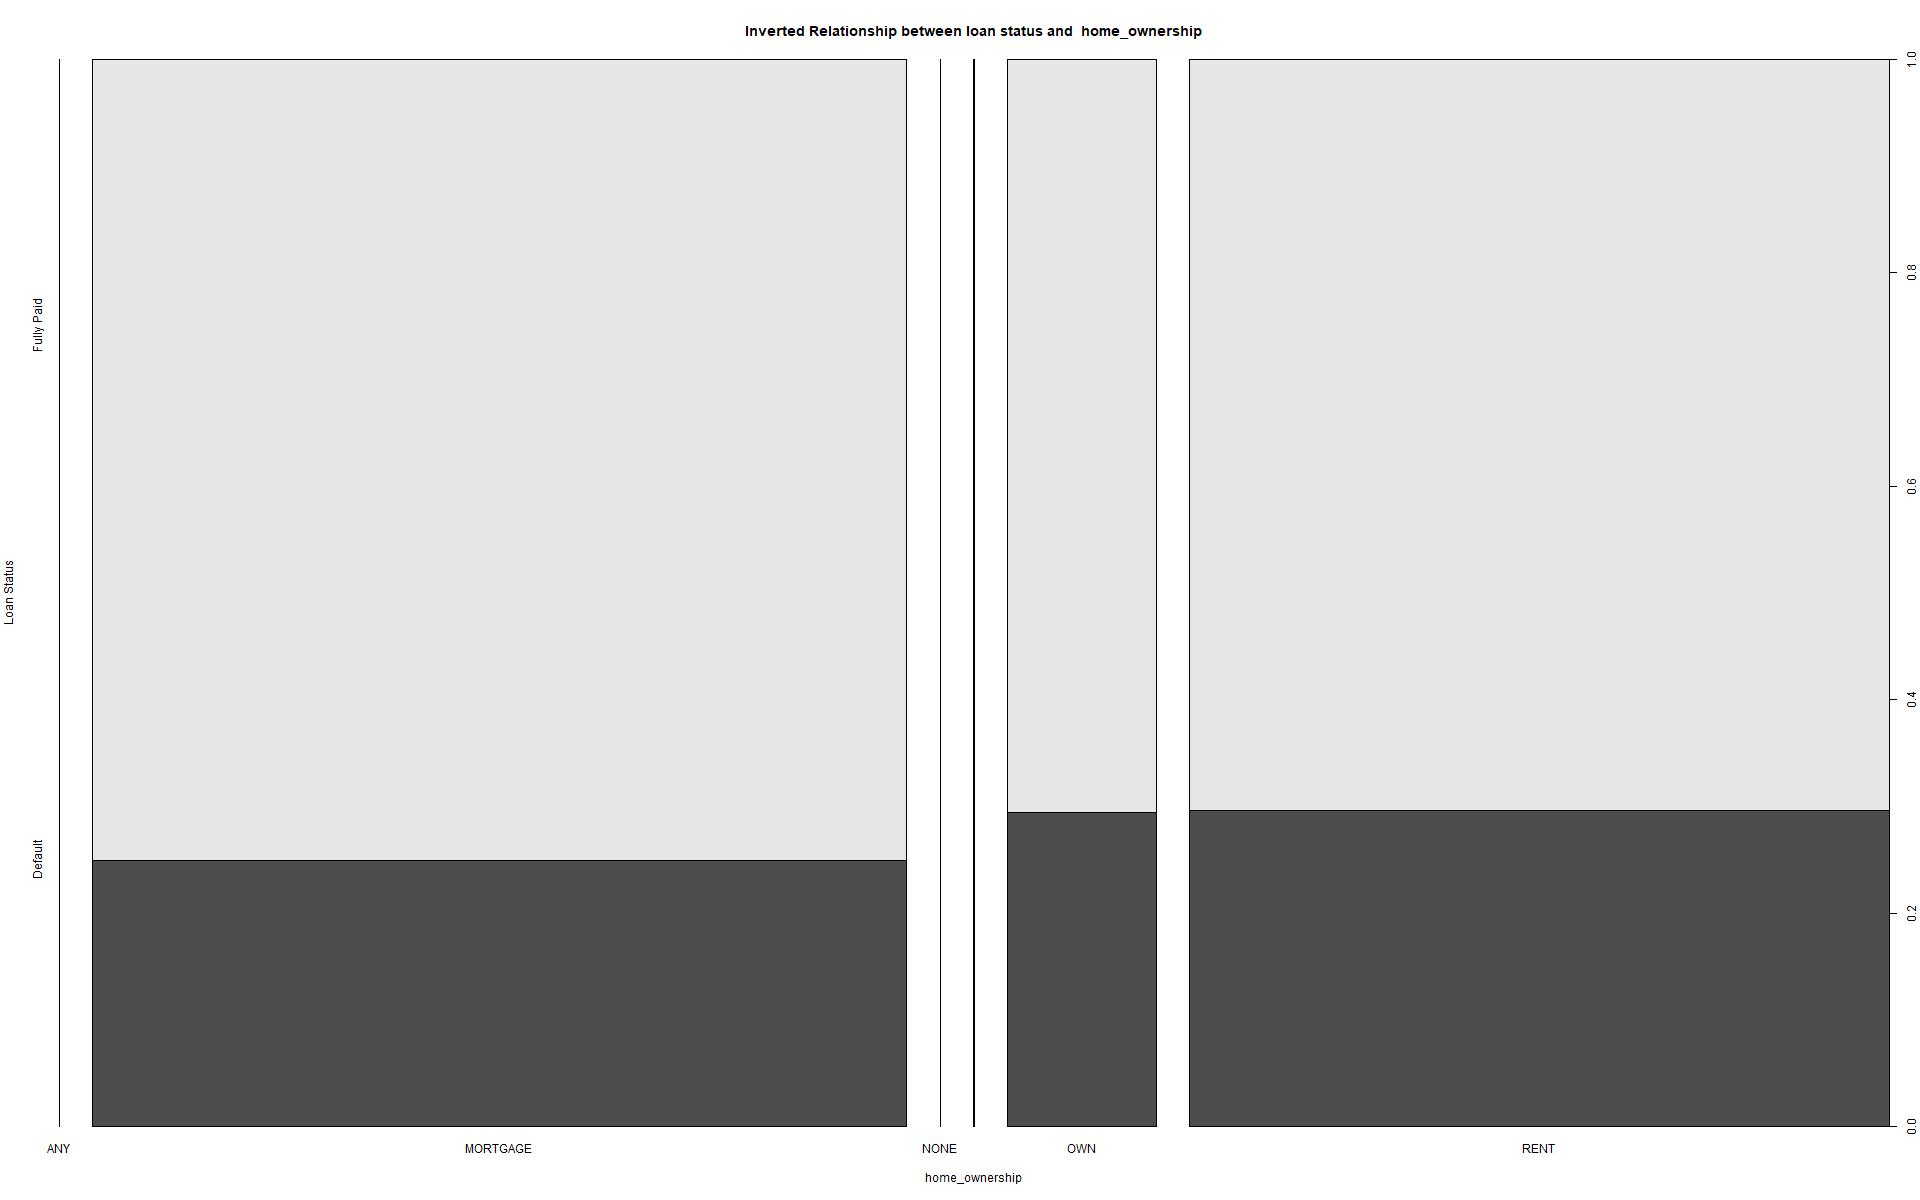 Inverted Relationship between loan status and  home_ownership
Loan Status
Fully Paid
Default
1.0
0.8
0.6
0.4
0.2
0.0
ANY
MORTGAGE
NONE
OWN
RENT
home_ownership